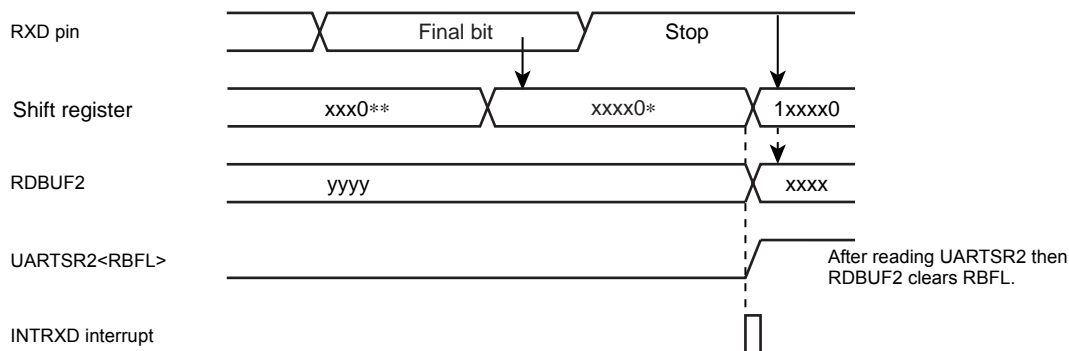 RXD pin
Final bit
Stop
Shift register
xxx0**
xxxx0*
1xxxx0
RDBUF2
yyyy
xxxx
UARTSR2<RBFL>
After reading UARTSR2 then
RDBUF2 clears RBFL.
INTRXD interrupt